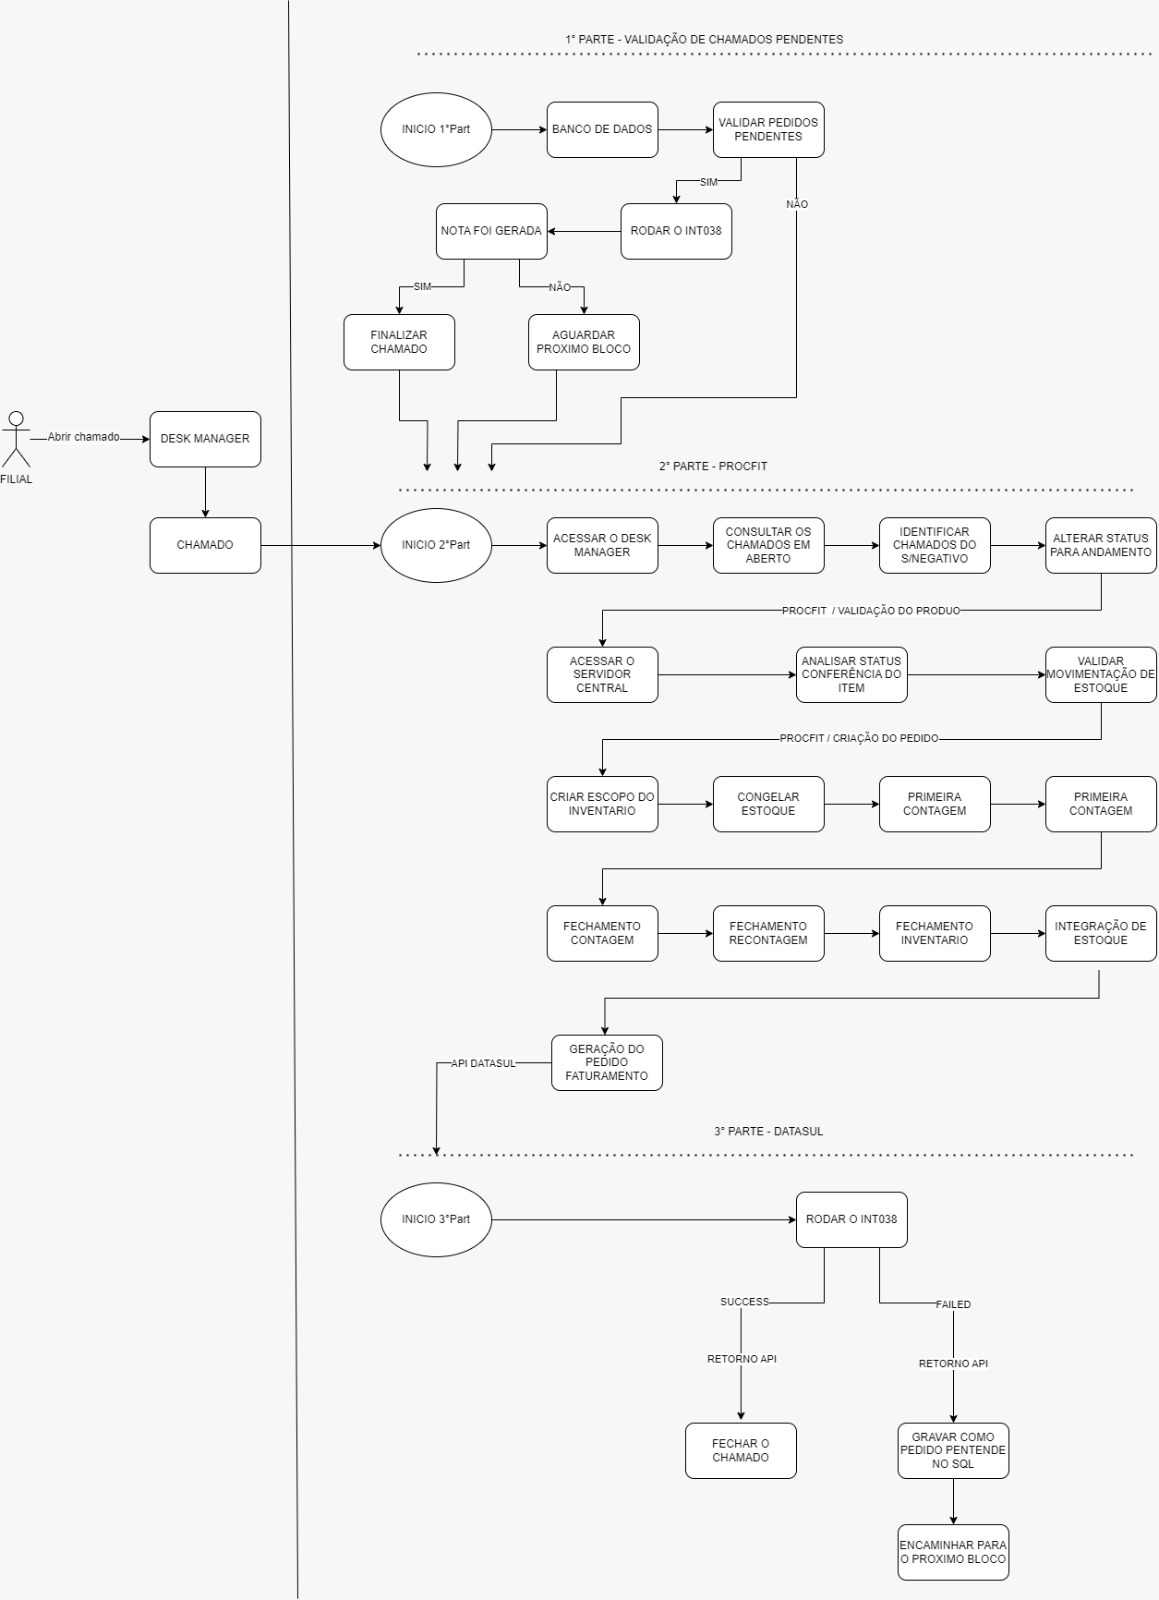 1° PARTE - VALIDAÇÃO DE CHAMADOS PENDENTES
INICIO 1°Part
BANCO DE DADOS
VALIDAR PEDIDOS
PENDENTES
SIM
NÃO
NOTA FOI GERADA
RODAR O INT038
SIM
NÃO
FINALIZAR
CHAMADO
AGUARDAR
PROXIMO BLOCO
Abrir chamado
FILIAL
DESK MANAGER
CHAMADO
2° PARTE - PROCFIT
INICIO 2°Part
ACESSAR O DESK
MANAGER
CONSULTAR OS
CHAMADOS EM
ABERTO
IDENTIFICAR
CHAMADOS DO
S/NEGATIVO
ALTERAR STATUS
PARA ANDAMENTO
PROCFIT / VALIDAÇÃO DO PRODUO
ACESSAR O
SERVIDOR
CENTRAL
ANALISAR STATUS
CONFERÊNCIA DO
ITEM
VALIDAR
MOVIMENTAÇÃO DE
ESTOQUE
PROCFIT / CRIAÇÃO DO PEDIDO
CRIAR ESCOPO DO
INVENTARIO
CONGELAR
ESTOQUE
PRIMEIRA
CONTAGEM
PRIMEIRA
CONTAGEM
FECHAMENTO
CONTAGEM
FECHAMENTO
RECONTAGEM
FECHAMENTO
INVENTARIO
INTEGRAÇÃO DE
ESTOQUE
GERAÇÃO DO
PEDIDO
FATURAMENTO
API DATASUL
3° PARTE - DATASUL
INICIO 3°Part
RODAR O INT038
SUCCESS
FAILED
RETORNO API
RETORNO API
FECHAR O
CHAMADO
GRAVAR COMO
PEDIDO PENTENDE
NO SQL
ENCAMINHAR PARA
O PROXIMO BLOCO